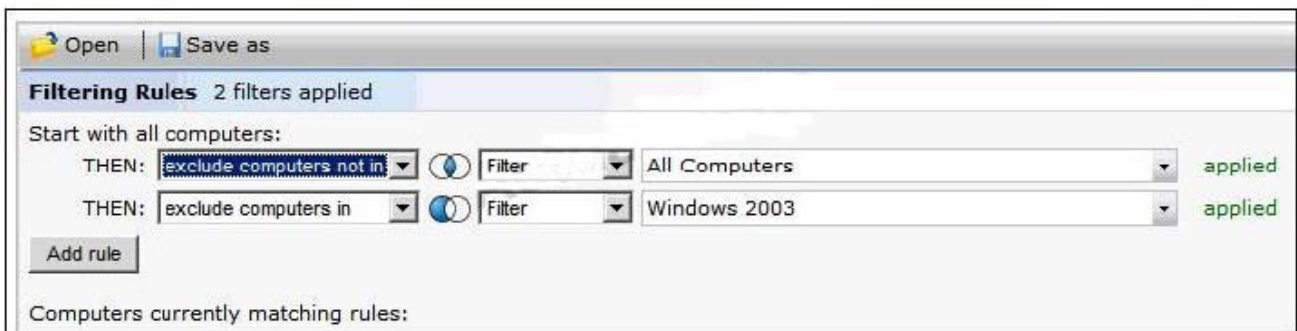 Open Save as
Filtering Rules 2 filters applied
Start with all computers:
THEN: exclude computers not in Filter All Computers applied
THEN: exclude computers in Filter Windows 2003 applied
Add rule
Computers currently matching rules: